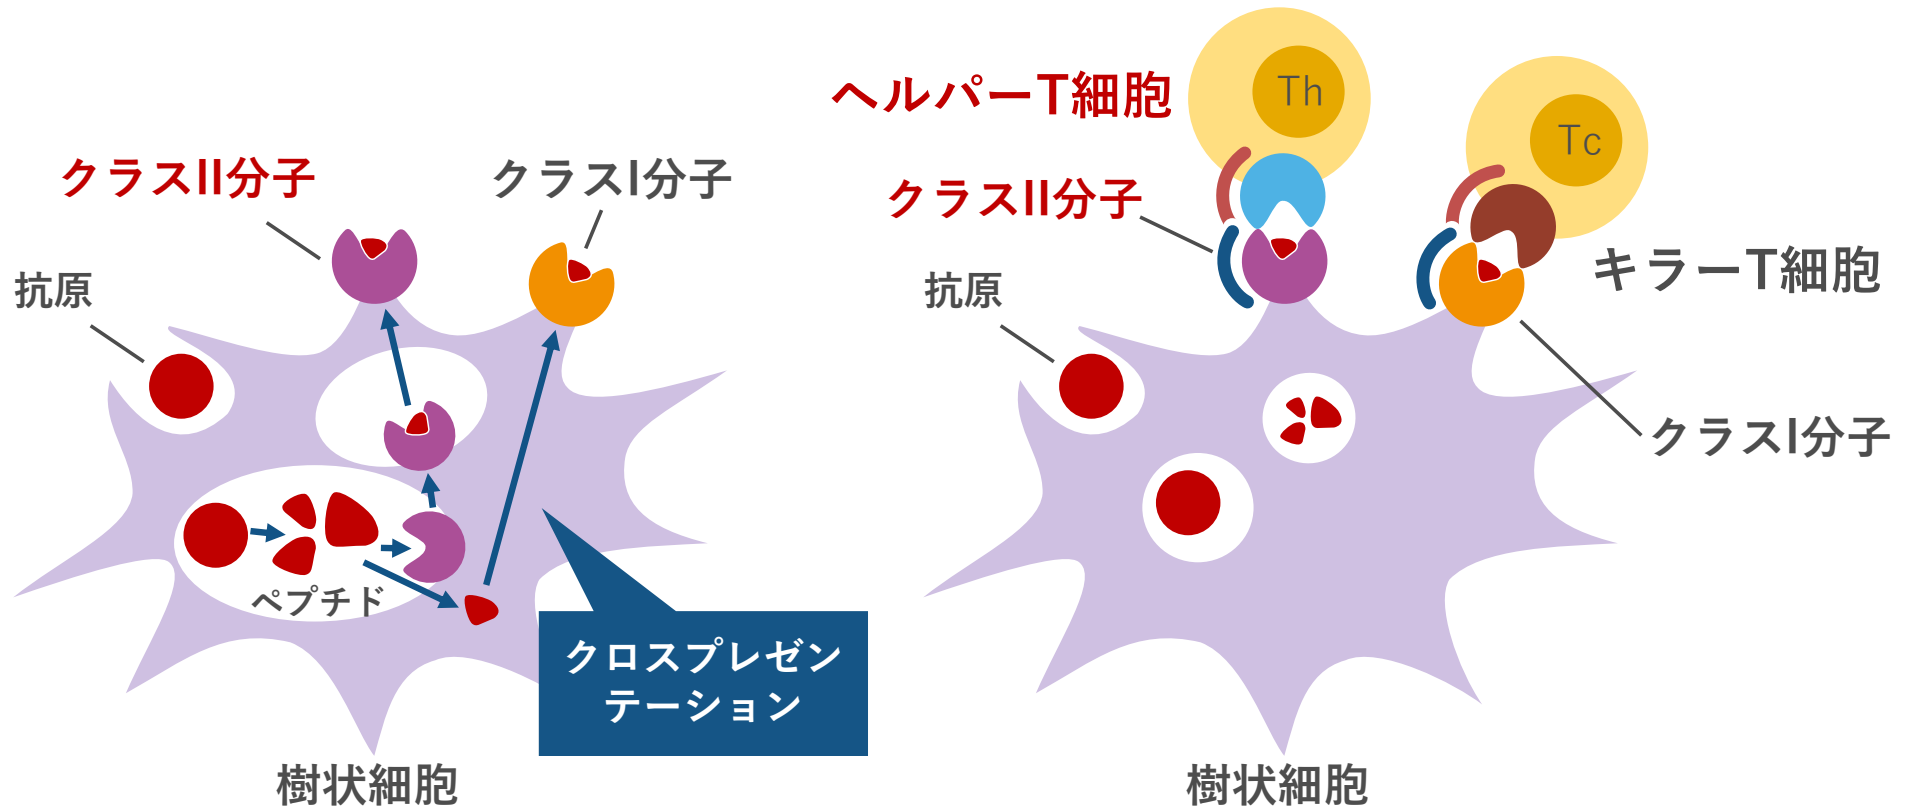 クラスII分子
クラスI分子
抗原
ペプチド
クロスプレゼン
テーション
樹状細胞
ヘルパーT細胞
Th
Tc
クラスII分子
キラーT細胞
抗原
クラスI分子
樹状細胞